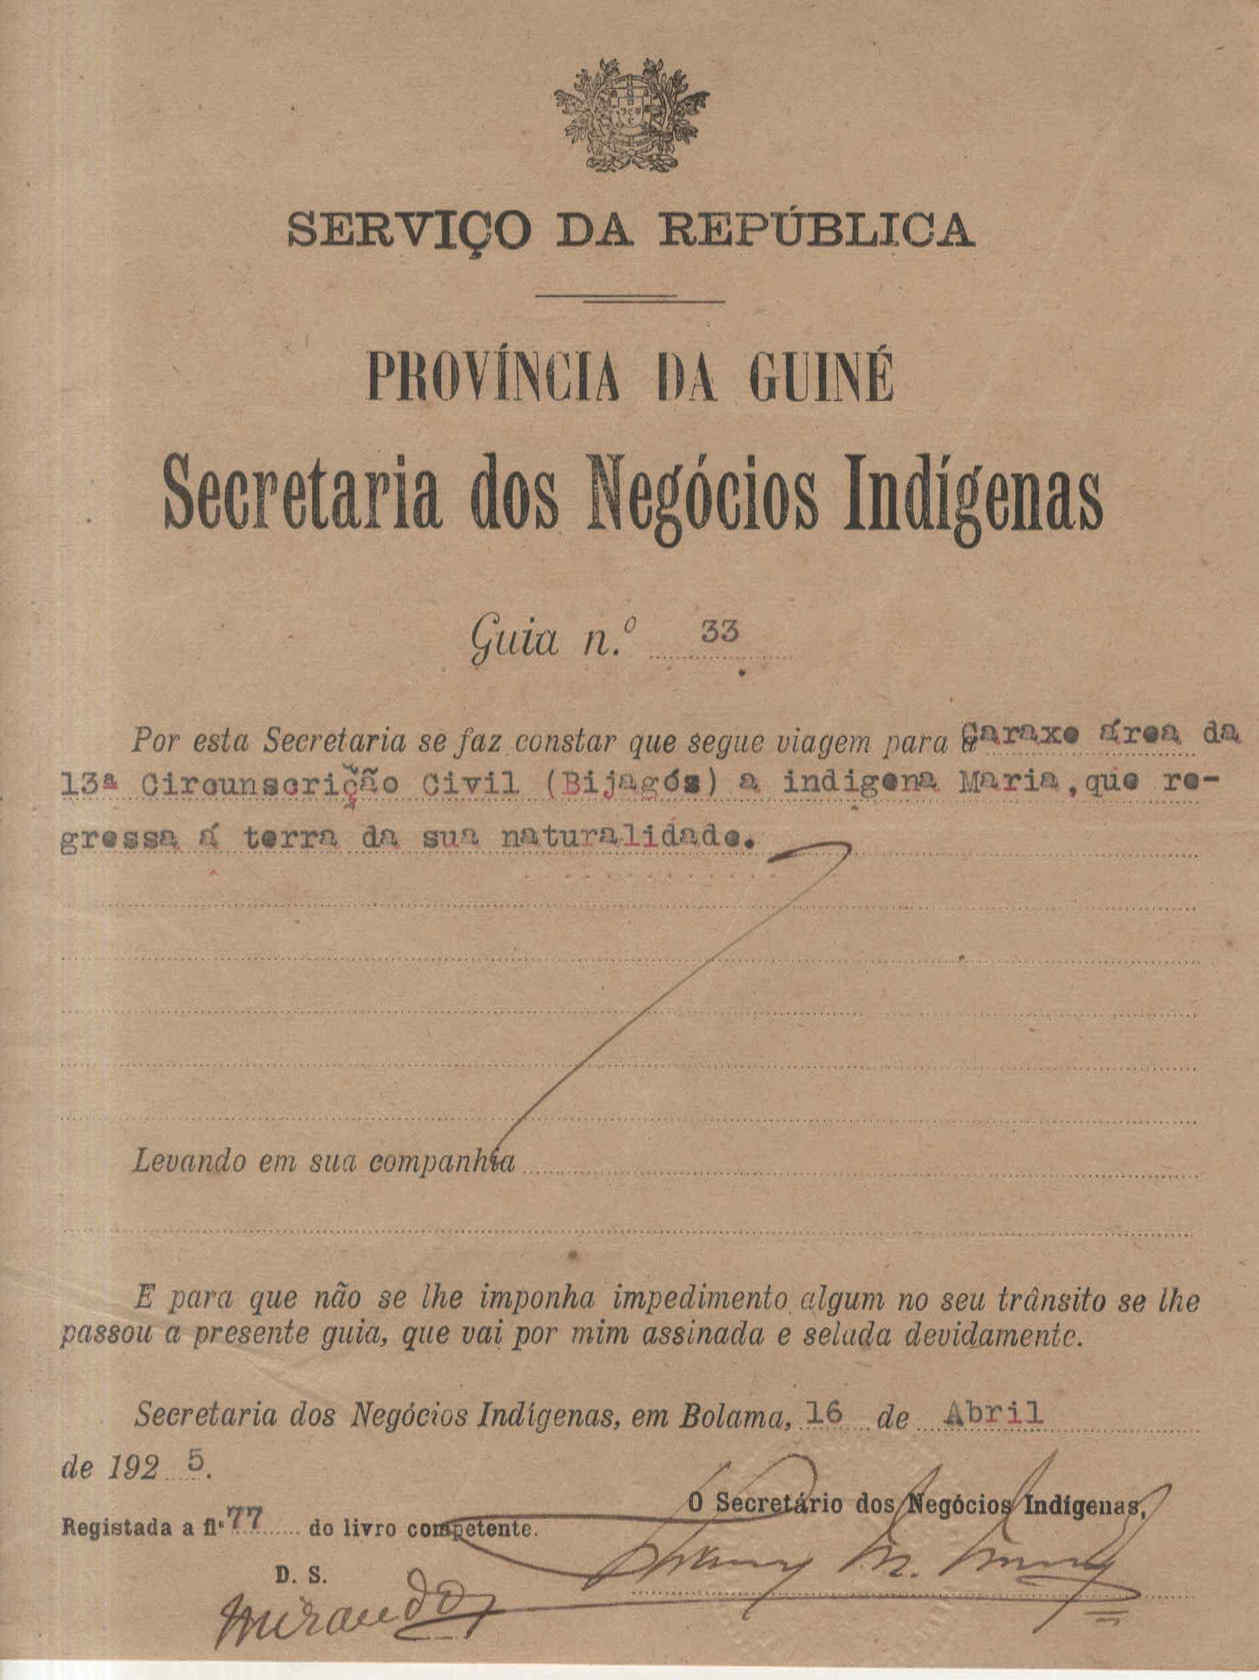 SERVIÇO DA REPÚBLICA
PROVÍNCIA DA GUINÉ
Secretaria dos Negócios Indígenas
Guia n.º 33
Por esta Secretaria se faz constar que segue viagem para Caraxe área da
13ª Circunscrição Civil (Bijagós) a indigena Maria, que re-
gressa á terra da sua naturalidade.
Levando em sua companhia
E para que não se lhe imponha impedimento algum no seu trânsito se lhe
passou a presente guia, que vai por mim assinada e selada devidamente.
Secretaria dos Negócios Indígenas, em Bolama, 16 de Abril
de 1925.
O Secretário dos Negócios Indígenas,
Registada a fl. 77 do livro competente.
D. S.
Miranda